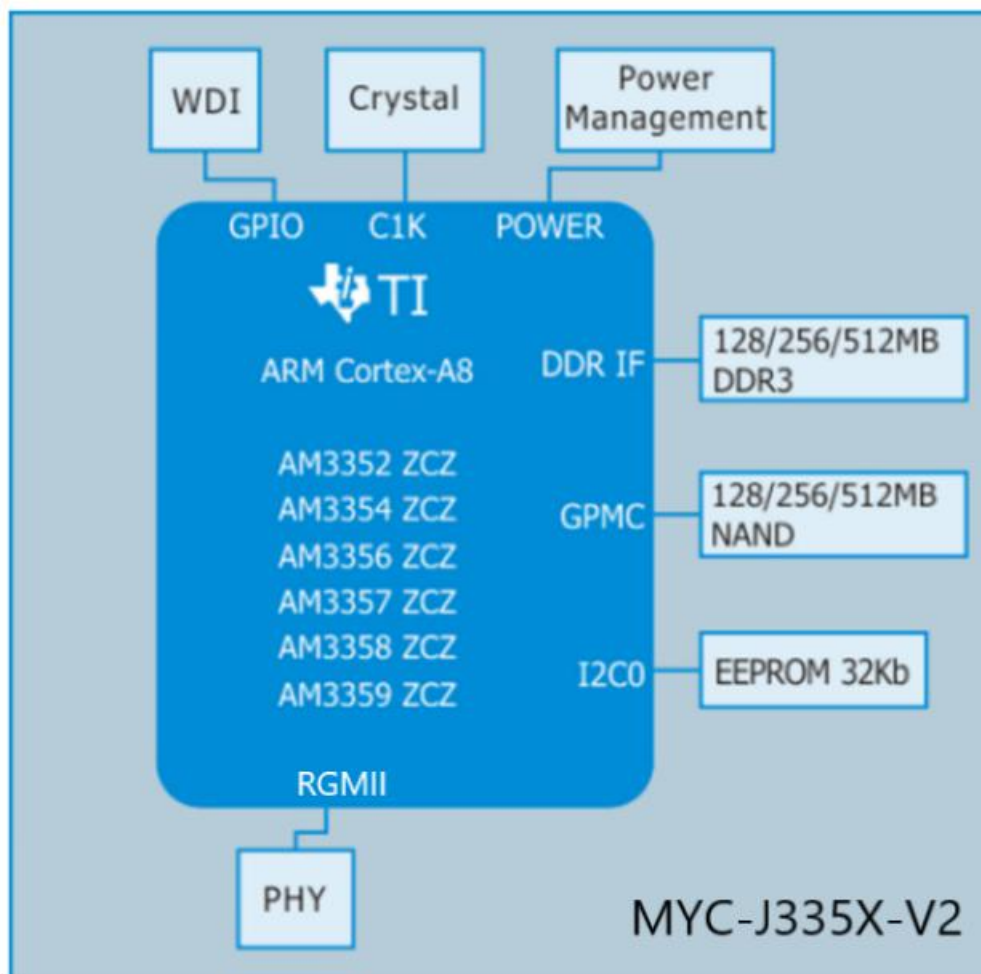 WDI
Crystal
Power
Management
GPIO
C1K
POWER
TI
ARM Cortex-A8
DDR IF
128/256/512MB
DDR3
AM3352 ZCZ
AM3354 ZCZ
AM3356 ZCZ
AM3357 ZCZ
AM3358 ZCZ
AM3359 ZCZ
GPMC
128/256/512MB
NAND
I2C0
EEPROM 32Kb
RGMII
PHY
MYC-J335X-V2